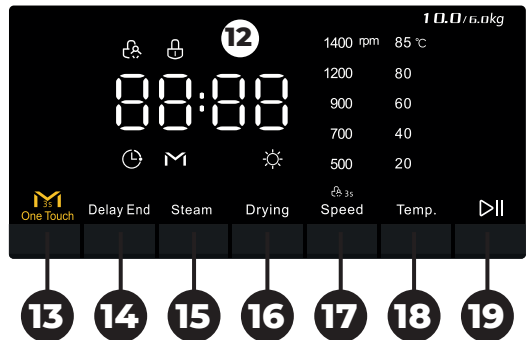 10.0/6.0kg
12
1400 rpm 85 °C
88:88
1200 80
900 60
700 40
500 20
3s
3s
One Touch Delay End Steam Drying Speed Temp.
13 14 15 16 17 18 19